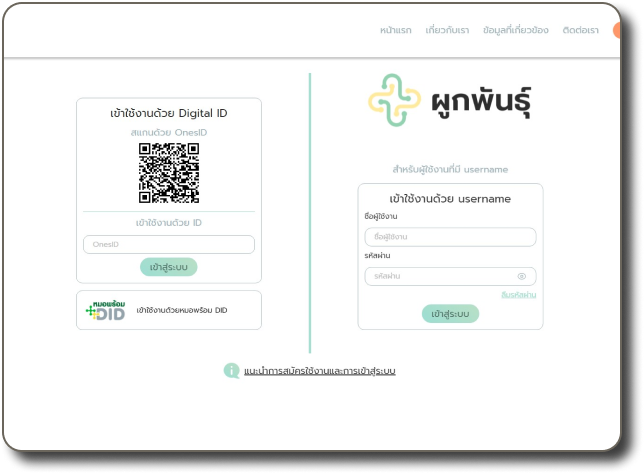 หน้าแรก เกี่ยวกับเรา ข้อมูลที่เกี่ยวข้อง ติดต่อเรา
เข้าใช้งานด้วย Digital ID
สแกนด้วย OnesID
เข้าใช้งานด้วย ID
OnesID
เข้าสู่ระบบ
หมอพร้อม
DID
เข้าใช้งานด้วยหมอพร้อม DID
ผูกพันธุ์
สำหรับผู้ใช้งานที่มี username
เข้าใช้งานด้วย username
ชื่อผู้ใช้งาน
ชื่อผู้ใช้งาน
รหัสผ่าน
รหัสผ่าน
ลืมรหัสผ่าน
เข้าสู่ระบบ
แนะนำการสมัครใช้งานและการเข้าสู่ระบบ